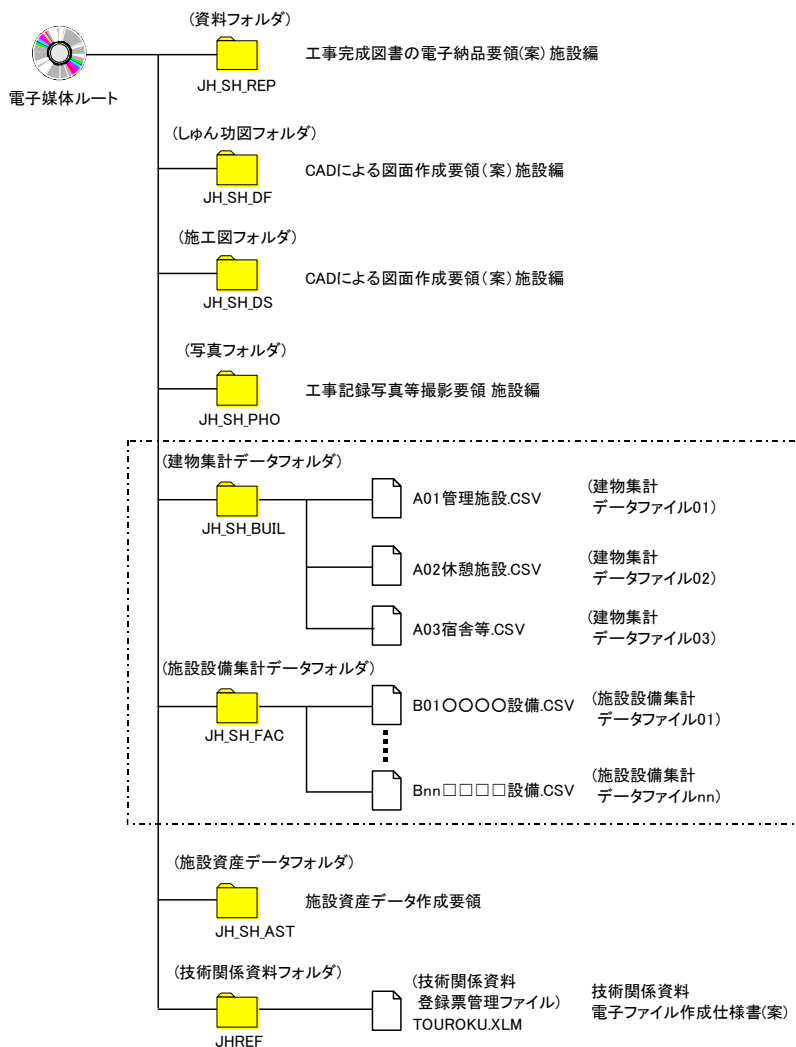 (資料フォルダ)
工事完成図書の電子納品要領(案) 施設編
JH_SH_REP
電子媒体ルート
(しゅん功図フォルダ)
CADによる図面作成要領(案) 施設編
JH_SH_DF
(施工図フォルダ)
CADによる図面作成要領(案) 施設編
JH_SH_DS
(写真フォルダ)
工事記録写真等撮影要領 施設編
JH_SH_PHO
(建物集計データフォルダ)
JH_SH_BUIL
A01管理施設.CSV
(建物集計
データファイル01)
A02休憩施設.CSV
(建物集計
データファイル02)
A03宿舎等.CSV
(建物集計
データファイル03)
(施設設備集計データフォルダ)
JH_SH_FAC
B01〇〇〇〇設備.CSV
(施設設備集計
データファイル01)
Bnn□□□□設備.CSV
(施設設備集計
データファイルnn)
(施設資産データフォルダ)
施設資産データ作成要領
JH_SH_AST
(技術関係資料フォルダ)
JHREF
(技術関係資料
登録票管理ファイル)
TOUROKU.XLM
技術関係資料
電子ファイル作成仕様書(案)